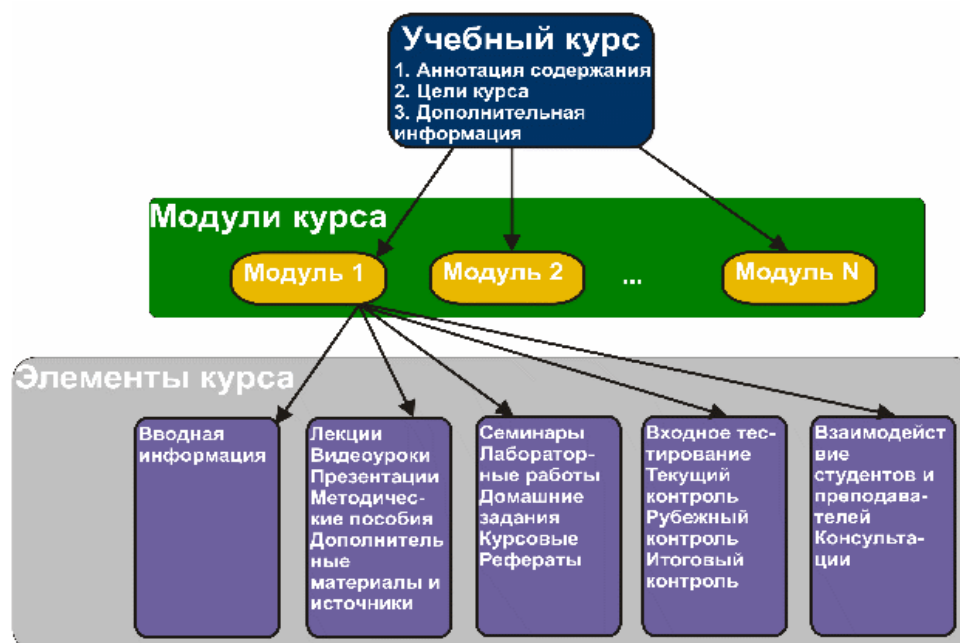 Учебный курс
1. Аннотация содержания
2. Цели курса
3. Дополнительная
информация
Модули курса
Модуль 1
Модуль 2
...
Модуль N
Элементы курса
Вводная
информация
Лекции
Видеоуроки
Презентации
Методичес-
кие пособия
Дополнитель
ные
материалы и
источники
Семинары
Лаборатор-
ные работы
Домашние
задания
Курсовые
Рефераты
Входное тес-
тирование
Текущий
контроль
Рубежный
контроль
Итоговый
контроль
Взаимодейст
вие
студентов и
преподава-
телей
Консульта-
ции